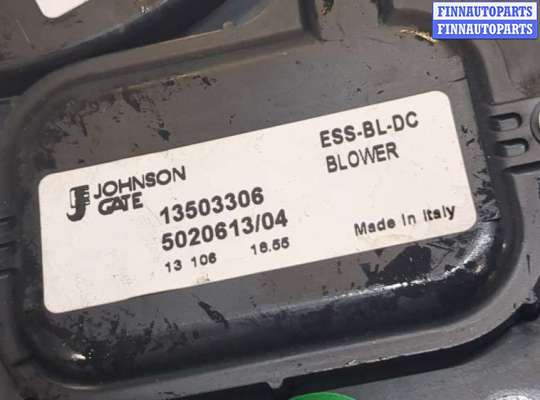 FINNAUTOPARTS
FINNAUTOPARTS
JOHNSON
GATE
ESS-BL-DC
BLOWER
13503306
5020613/04
13 106 16.55
Made in Italy